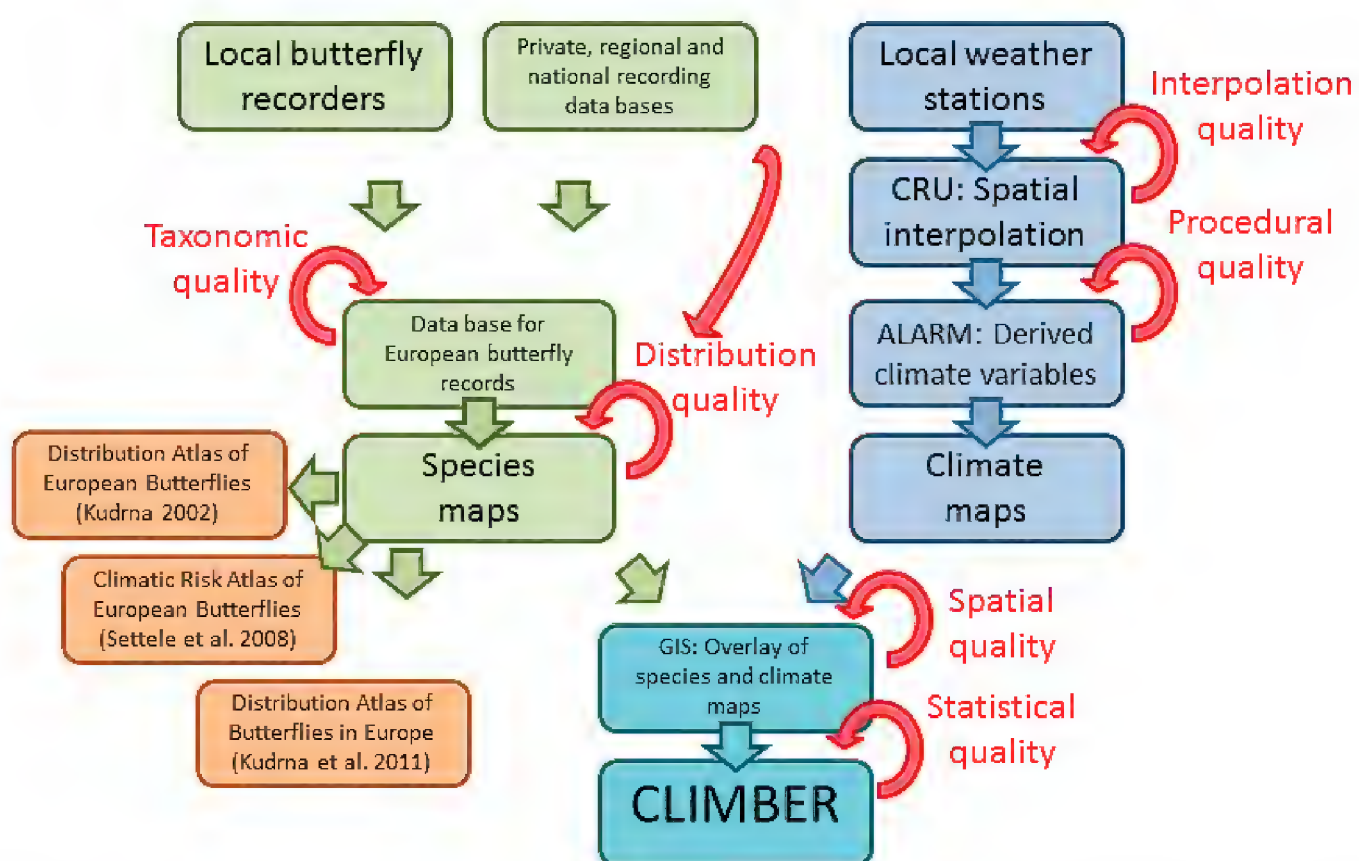 Local butterfly
recorders
Private, regional and
national recording
data bases
Local weather
stations
Interpolation
quality
CRU: Spatial
interpolation
Procedural
quality
Taxonomic
quality
Data base for
European butterfly
records
Distribution
quality
ALARM: Derived
climate variables
Distribution Atlas of
European Butterflies
(Kudrna 2002)
Species
maps
Climate
maps
Climatic Risk Atlas of
European Butterflies
(Settele et al. 2008)
Spatial
quality
GIS: Overlay of
species and climate
maps
Distribution Atlas of
Butterflies in Europe
(Kudrna et al. 2011)
Statistical
quality
CLIMBER